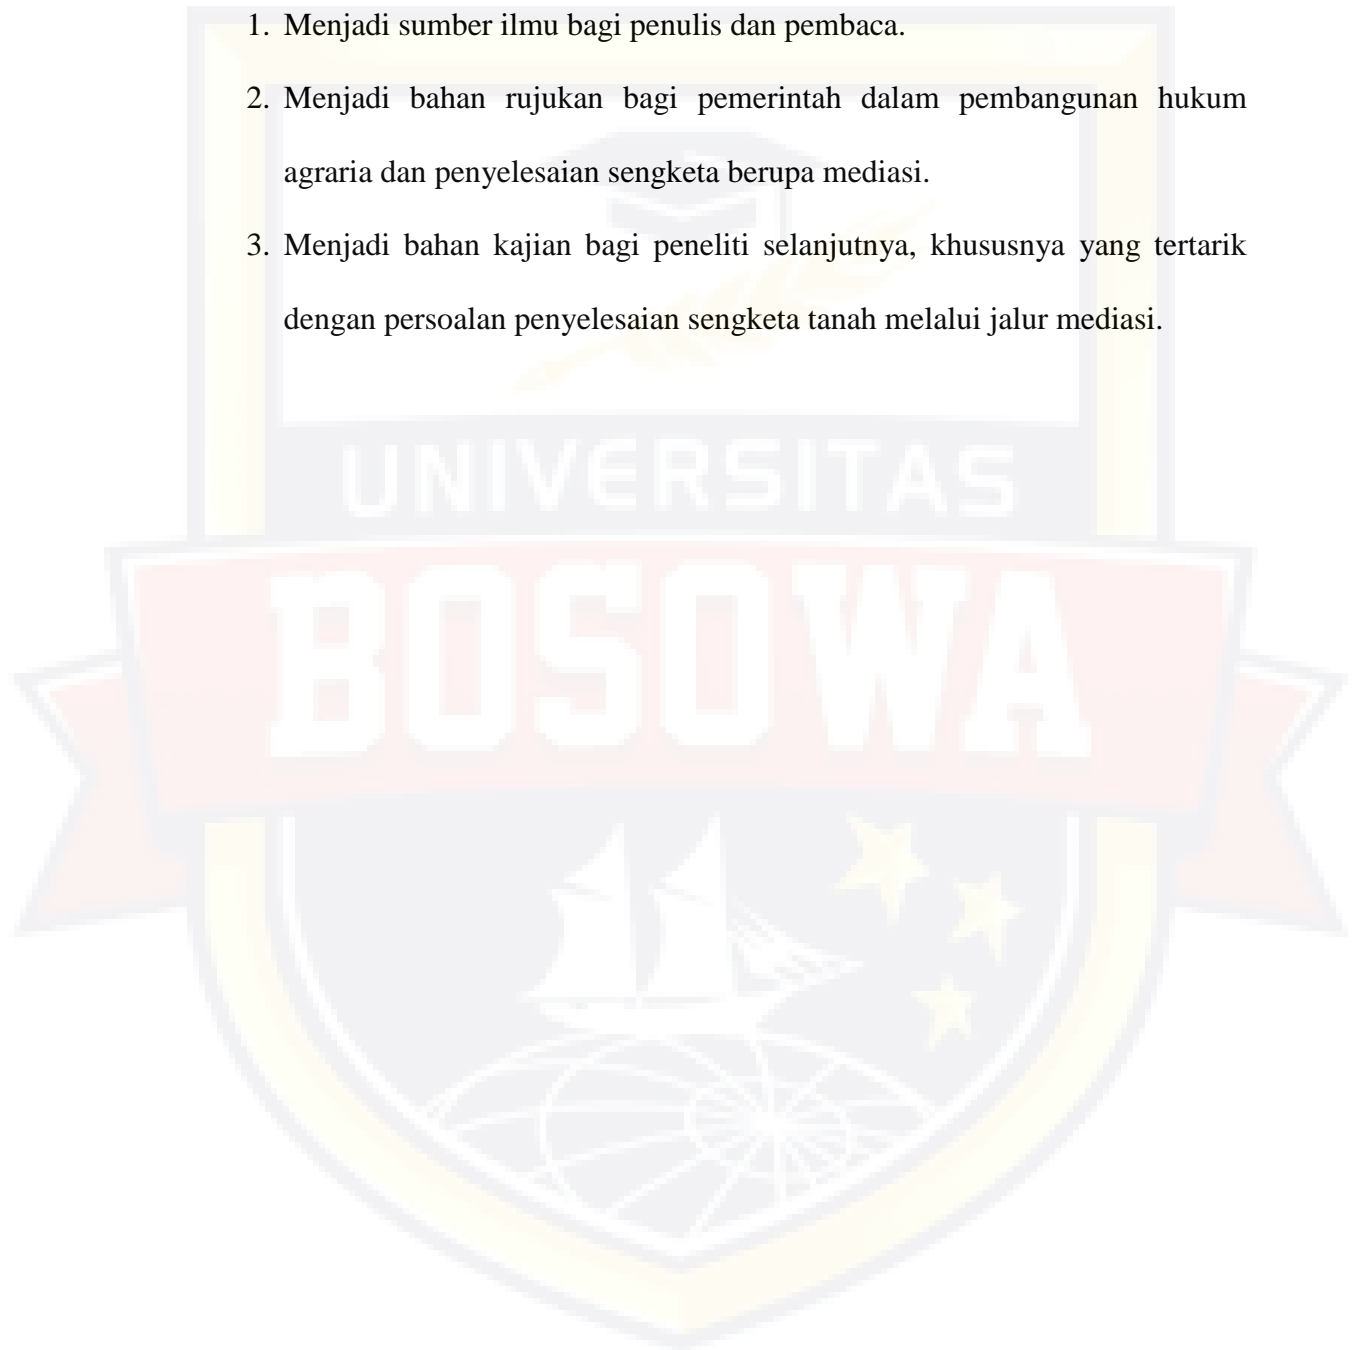 1. Menjadi sumber ilmu bagi penulis dan pembaca.
2. Menjadi bahan rujukan bagi pemerintah dalam pembangunan hukum
agraria dan penyelesaian sengketa berupa mediasi.
3. Menjadi bahan kajian bagi peneliti selanjutnya, khususnya yang tertarik
dengan persoalan penyelesaian sengketa tanah melalui jalur mediasi.
UNIVERSITAS
BOSOWA